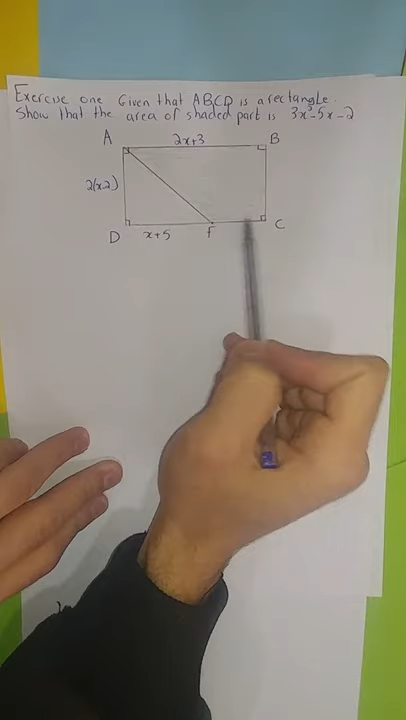 Exercise one Given that ABCD is a rectangle.
Show that the area of shaded part is 3x²-5x-2
A 2x+3 B
2(x-2)
D x+5 F C